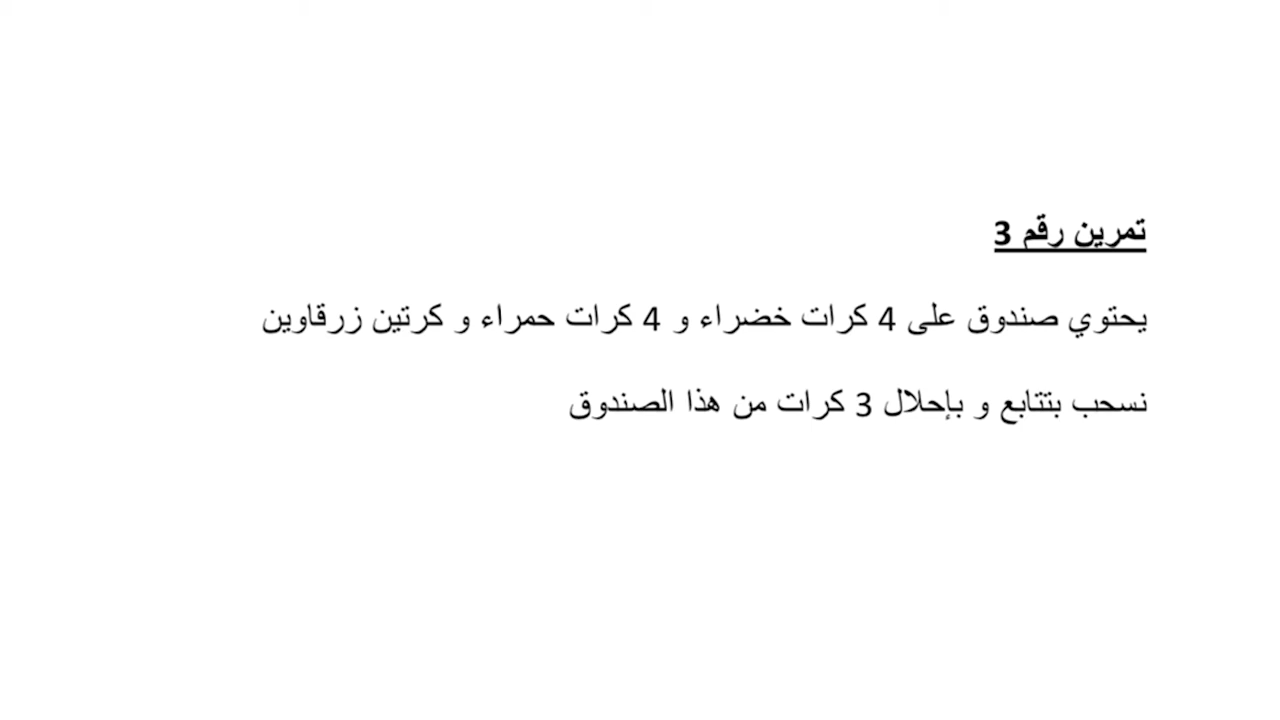 تمرين رقم 3
يحتوي صندوق على 4 كرات خضراء و 4 كرات حمراء و كرتين زرقاوين
نسحب بتتابع و بإحلال 3 كرات من هذا الصندوق